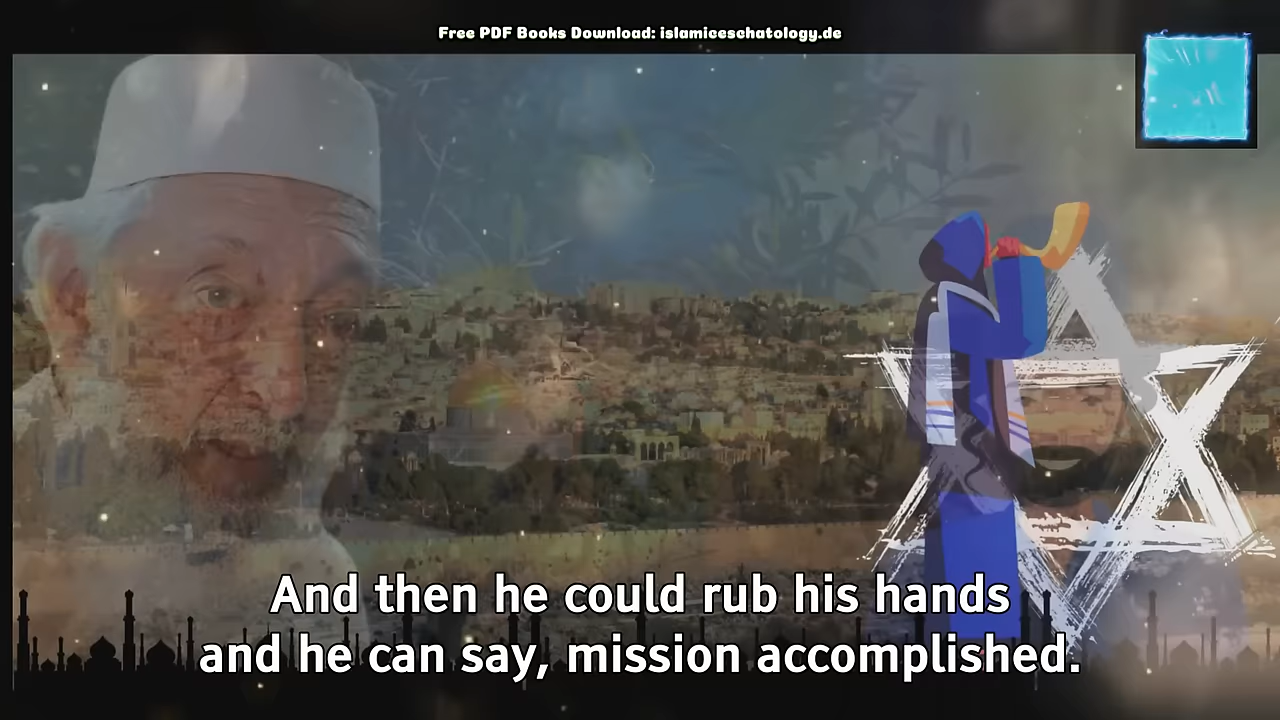 Free PDF Books Download: islamiceschatology.de
And then he could rub his hands
and he can say, mission accomplished.